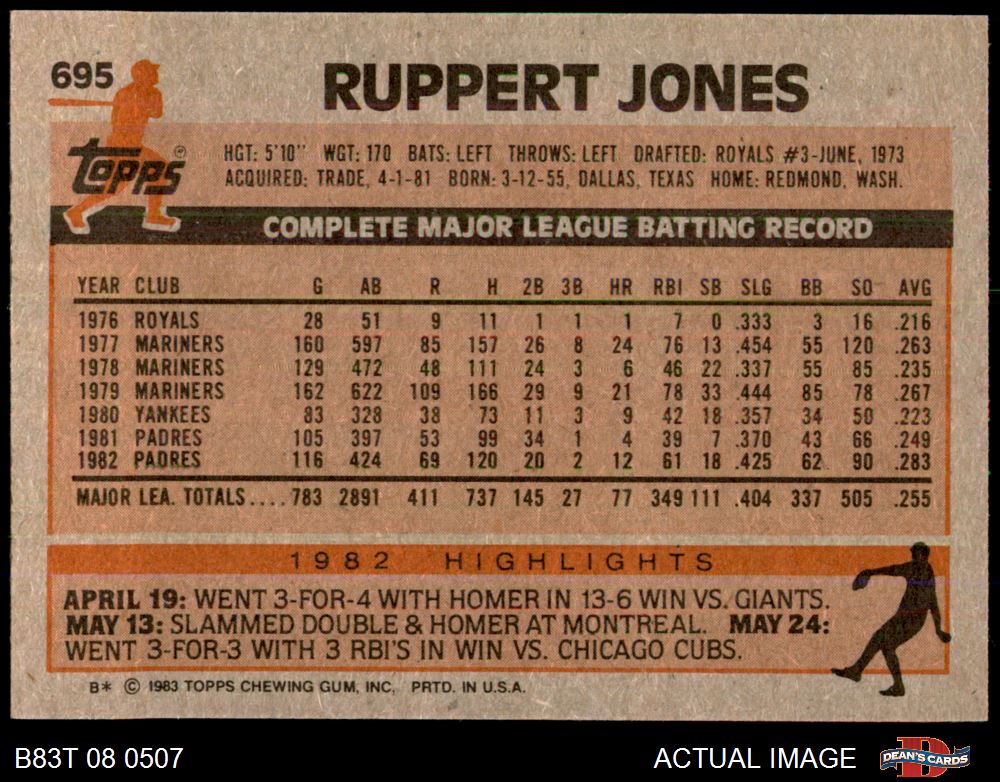 695
RUPPERT JONES
Topps
HGT: 5'10" WGT: 170 BATS: LEFT THROWS: LEFT DRAFTED: ROYALS #3-JUNE, 1973
ACQUIRED: TRADE, 4-1-81 BORN: 3-12-55, DALLAS, TEXAS HOME: REDMOND, WASH.
COMPLETE MAJOR LEAGUE BATTING RECORD
YEAR CLUB G AB R H 2B 3B HR RBI SB SLG BB SO AVG
1976 ROYALS 28 51 9 11 1 1 1 7 0 .333 3 16 .216
1977 MARINERS 160 597 85 157 26 8 24 76 13 .454 55 120 .263
1978 MARINERS 129 472 48 111 24 3 6 46 22 .337 55 85 .235
1979 MARINERS 162 622 109 166 29 9 21 78 33 .444 85 78 .267
1980 YANKEES 83 328 38 73 11 3 9 42 18 .357 34 50 .223
1981 PADRES 105 397 53 99 34 1 4 39 7 .370 43 66 .249
1982 PADRES 116 424 69 120 20 2 12 61 18 .425 62 90 .283
MAJOR LEA. TOTALS.... 783 2891 411 737 145 27 77 349 111 .404 337 505 .255
1982 HIGHLIGHTS
APRIL 19: WENT 3-FOR-4 WITH HOMER IN 13-6 WIN VS. GIANTS.
MAY 13: SLAMMED DOUBLE & HOMER AT MONTREAL. MAY 24:
WENT 3-FOR-3 WITH 3 RBI'S IN WIN VS. CHICAGO CUBS.
B* © 1983 TOPPS CHEWING GUM, INC. PRTD. IN U.S.A.
B83T 08 0507 ACTUAL IMAGE DEAN'S CARDS